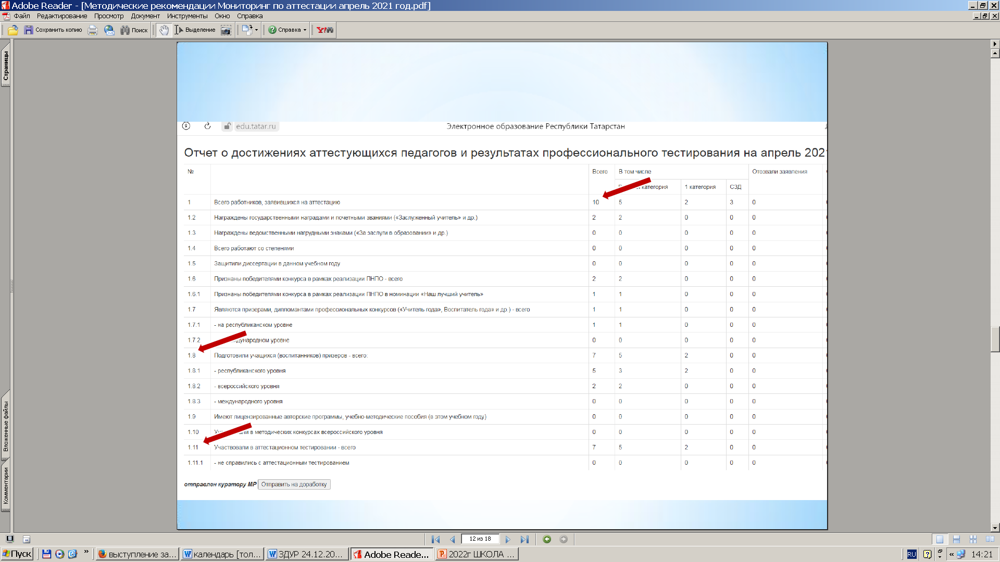 Adobe Reader - [Методические рекомендации Мониторинг по аттестации апрель 2021 год.pdf]
Файл Редактирование Просмотр Документ Инструменты Окно Справка
Сохранить копию Поиск Выделение Справка Y!
Страницы
Вложенные файлы
Комментарии
edu.tatar.ru Электронное образование Республики Татарстан
Отчет о достижениях аттестующихся педагогов и результатах профессионального тестирования на апрель 202
№ Всего В том числе Отозвали заявления
категория 1 категория СЗД
1 Всего работников, заявившихся на аттестацию 10 5 2 3 0
1.2 Награждены государственными наградами и почетными званиями («Заслуженный учитель» и др.) 2 2 0 0 0
1.3 Награждены ведомственными нагрудными знаками («За заслуги в образовании» и др.) 0 0 0 0 0
1.4 Всего работают со степенями 0 0 0 0 0
1.5 Защитили диссертации в данном учебном году 0 0 0 0 0
1.6 Признаны победителями конкурса в рамках реализации ПНПО - всего 2 2 0 0 0
1.6.1 Признаны победителями конкурса в рамках реализации ПНПО в номинации «Наш лучший учитель» 1 1 0 0 0
1.7 Являются призерами, дипломантами профессиональных конкурсов («Учитель года», Воспитатель года» и др.) - всего 1 1 0 0 0
1.7.1 - на республиканском уровне 1 1 0 0 0
1.7.2 уровне 0 0 0 0 0
1.8 Подготовили учащихся (воспитанников) призеров - всего: 7 5 2 0 0
1.8.1 - республиканского уровня 5 3 2 0 0
1.8.2 - всероссийского уровня 2 2 0 0 0
1.8.3 - международного уровня 0 0 0 0 0
1.9 Имеют лицензированные авторские программы, учебно-методические пособия (в этом учебном году) 0 0 0 0 0
1.10 в методических конкурсах всероссийского уровня 0 0 0 0 0
1.11 Участвовали в аттестационном тестировании - всего 7 5 2 0 0
1.11.1 - не справились с аттестационным тестированием 0 0 0 0 0
отправлен куратору МР Отправить на доработку
12 из 18
Пуск » выступление за... календарь [тол... ЗДУР 24.12.20... Adobe Reade... 2022г ШКОЛА ... RU « 14:21